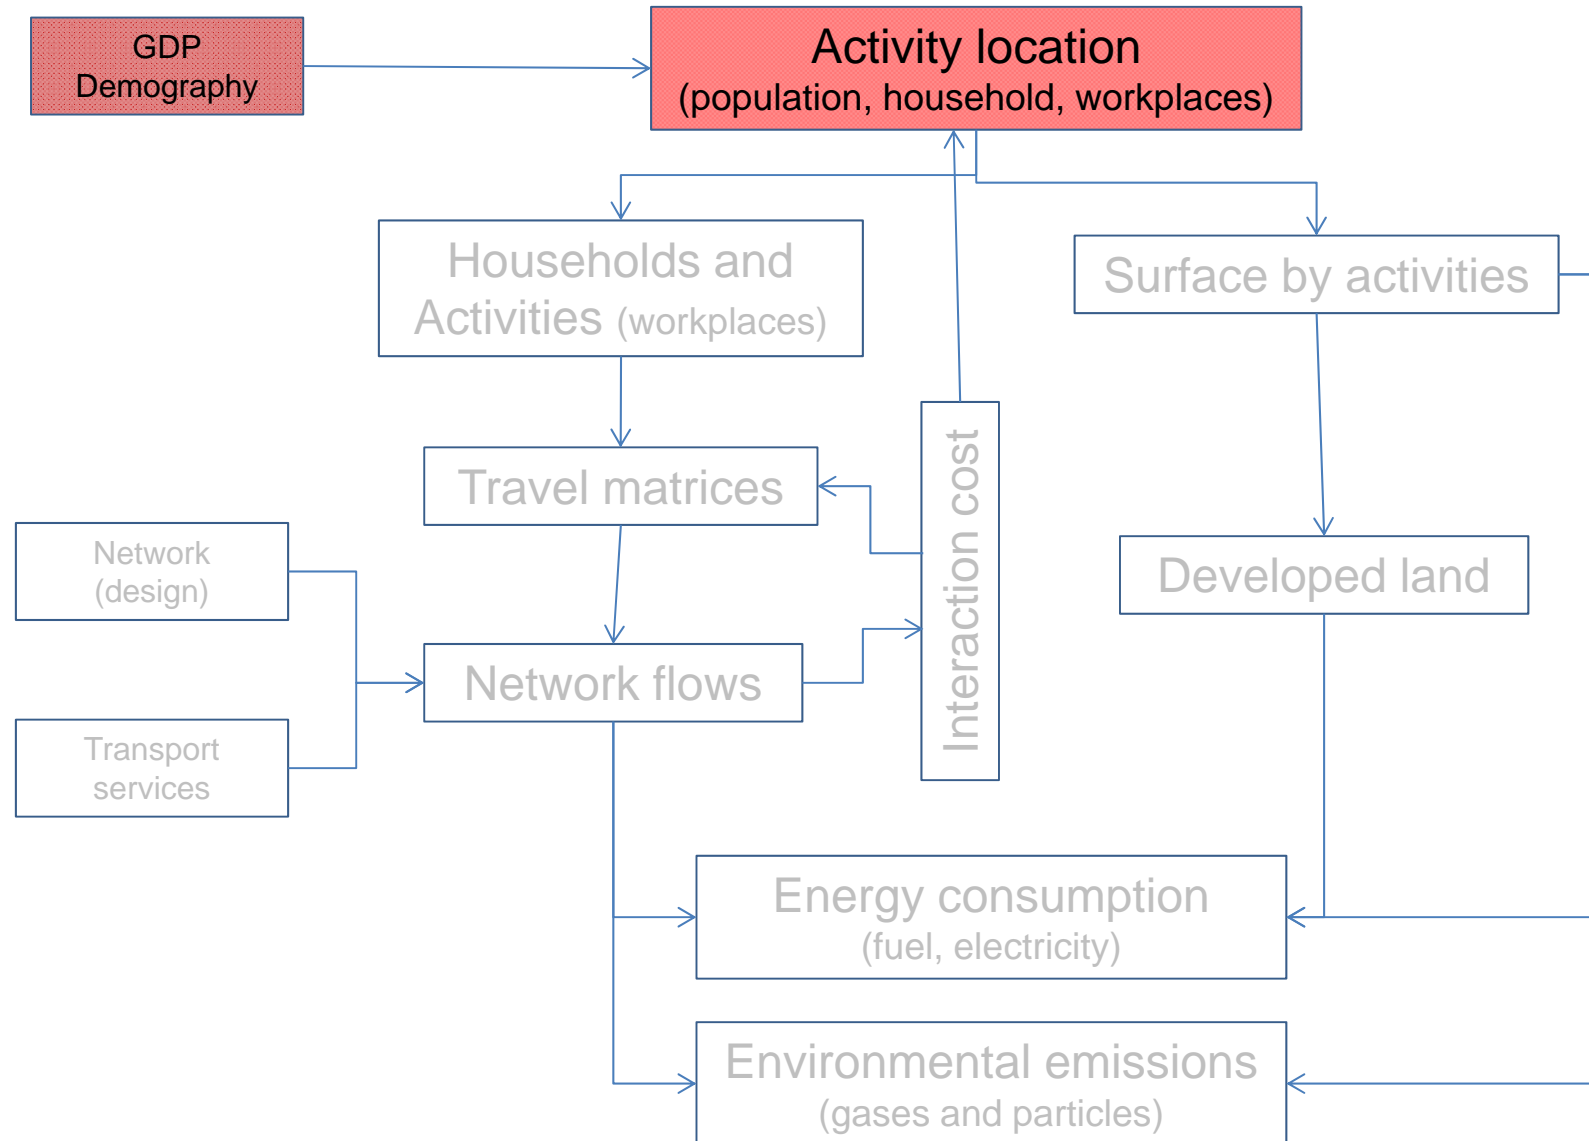 GDP
Demography
Activity location
(population, household, workplaces)
Households and
Activities (workplaces)
Surface by activities
Interaction cost
Travel matrices
Network
(design)
Developed land
Network flows
Transport
services
Energy consumption
(fuel, electricity)
Environmental emissions
(gases and particles)